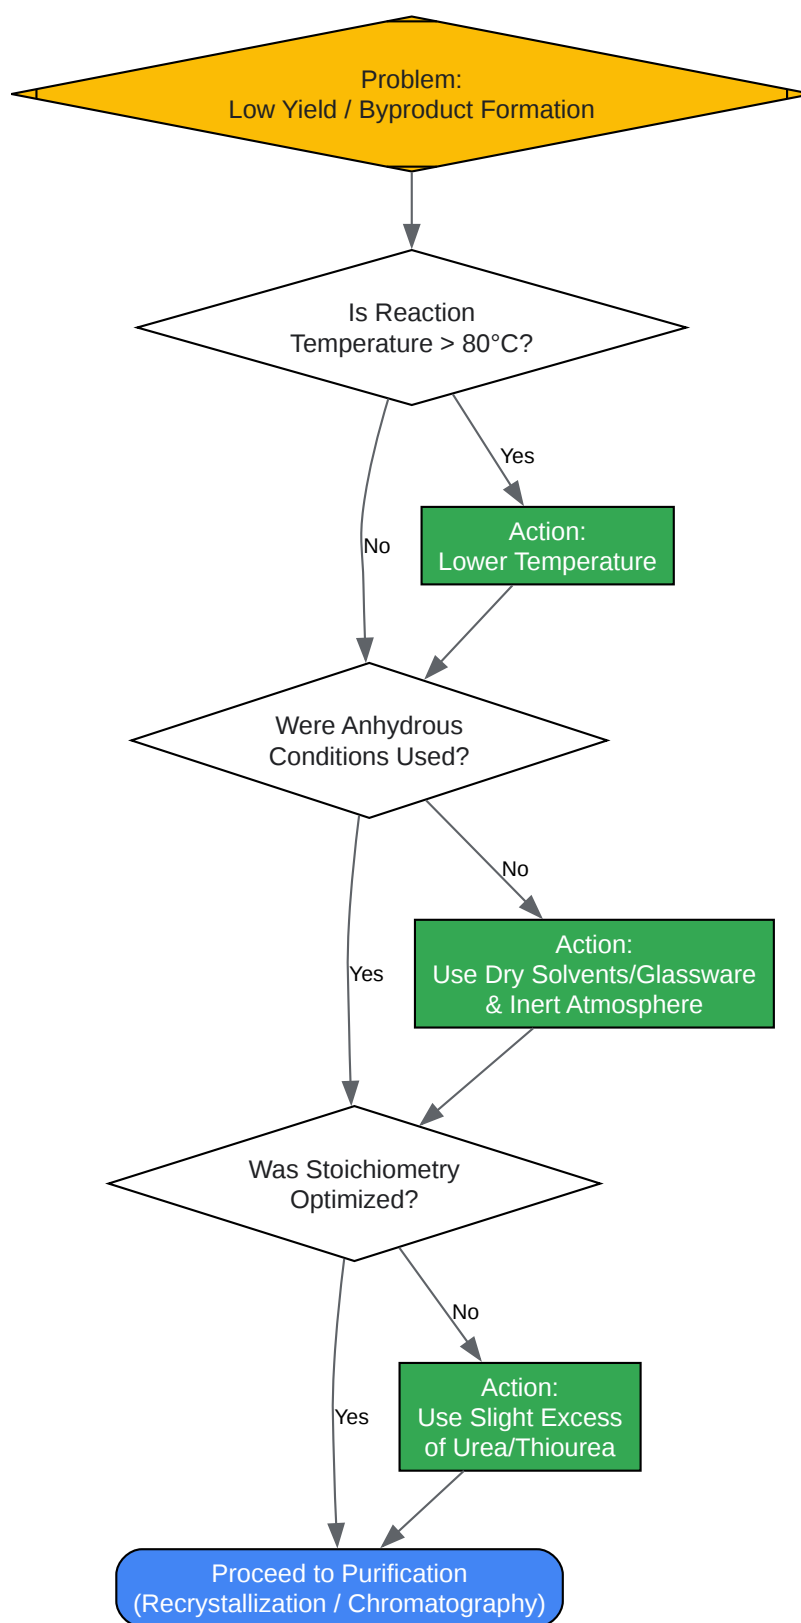 Problem:
Low Yield / Byproduct Formation
Is Reaction
Temperature > 80°C?
Yes
Action:
Lower Temperature
No
Were Anhydrous
Conditions Used?
No
Action:
Use Dry Solvents/Glassware
& Inert Atmosphere
Yes
Was Stoichiometry
Optimized?
No
Action:
Use Slight Excess
of Urea/Thiourea
Yes
Proceed to Purification
(Recrystallization / Chromatography)